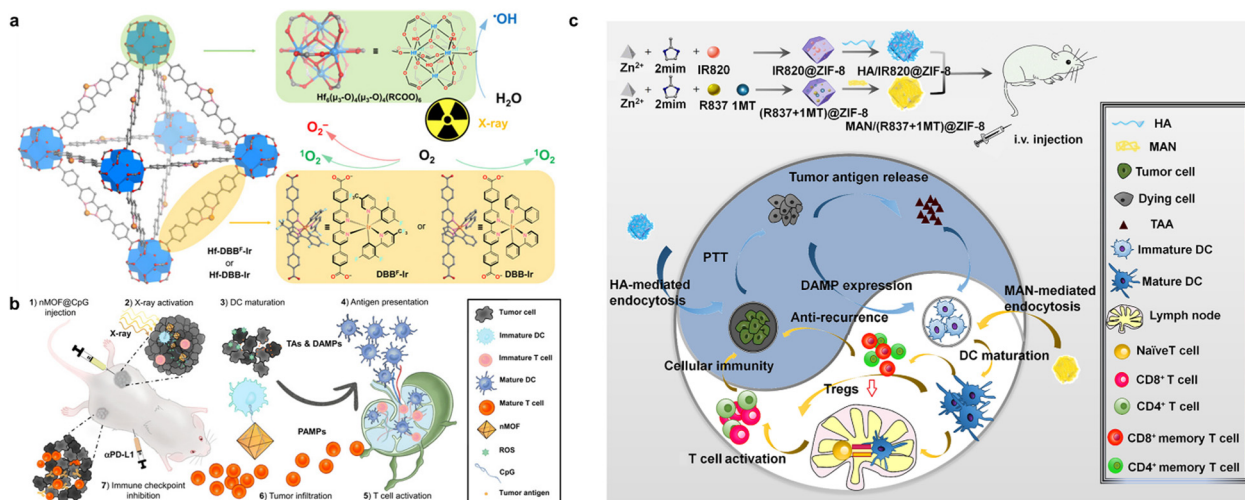 a
•OH
Hf₆(μ₃-O)₄(μ₃-O)₄(RCOO)₆
H₂O
X-ray
O₂⁻
¹O₂
O₂
¹O₂
Hf-DBBᶠ-Ir
or
Hf-DBB-Ir
DBBᶠ-Ir
or
DBB-Ir
b
1) nMOF@CpG
injection
2) X-ray activation
3) DC maturation
4) Antigen presentation
X-ray
TAs & DAMPs
PAMPs
αPD-L1
7) Immune checkpoint
inhibition
6) Tumor infiltration
5) T cell activation
Tumor cell
Immature DC
Immature T cell
Mature DC
Mature T cell
nMOF
ROS
CpG
Tumor antigen
c
Zn²⁺ + 2mim + IR820
IR820@ZIF-8
HA/IR820@ZIF-8
Zn²⁺ + 2mim + R837 1MT
(R837+1MT)@ZIF-8
MAN/(R837+1MT)@ZIF-8
i.v. injection
Tumor antigen release
PTT
HA-mediated
endocytosis
DAMP expression
MAN-mediated
endocytosis
Anti-recurrence
DC maturation
Cellular immunity
Tregs
T cell activation
HA
MAN
Tumor cell
Dying cell
TAA
Immature DC
Mature DC
Lymph node
NaïveT cell
CD8⁺ T cell
CD4⁺ T cell
CD8⁺ memory T cell
CD4⁺ memory T cell